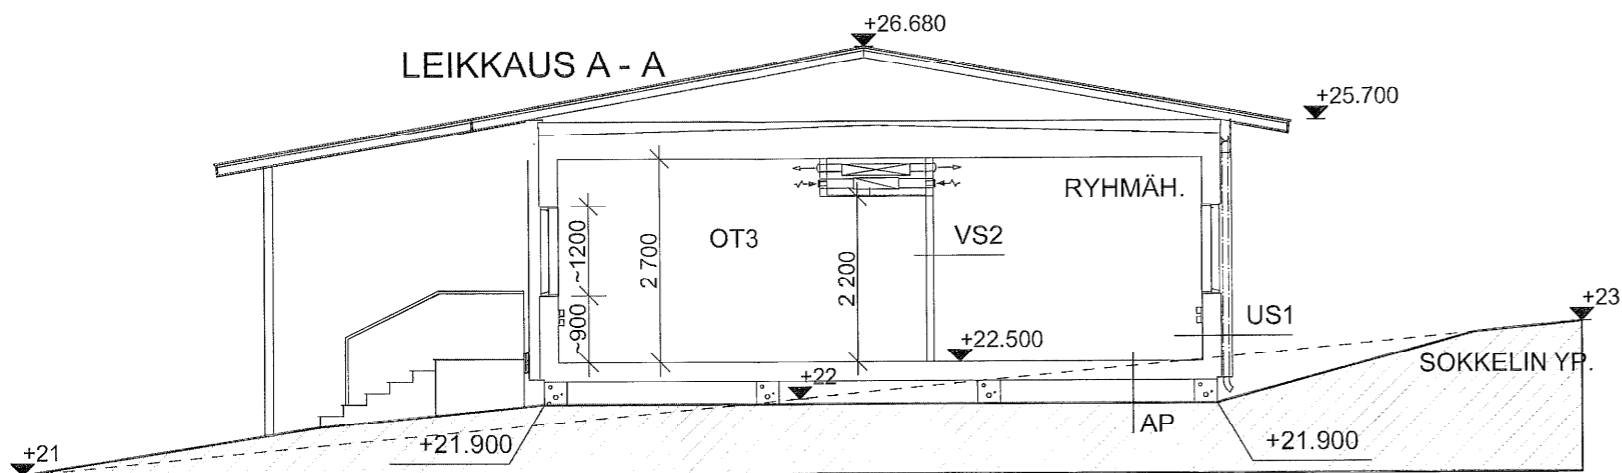 +26.680
LEIKKAUS A - A
+25.700
RYHMÄH.
OT3
VS2
~1200
2 700
2 200
~900
US1
+23
+22.500
SOKKELIN YP.
+22
AP
+21.900
+21.900
+21